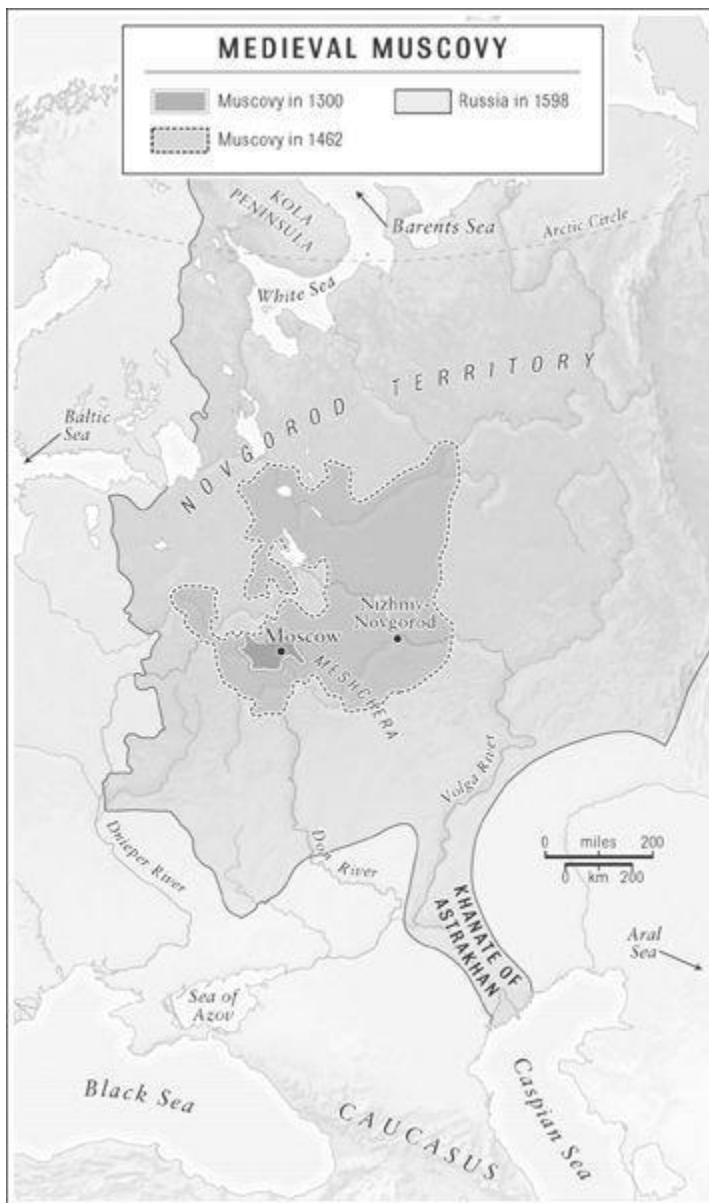 MEDIEVAL MUSCOVY
Muscovy in 1300
Russia in 1598
Muscovy in 1462
KOLA
PENINSULA
Barents Sea
Arctic Circle
White Sea
NOVGOROD TERRITORY
Baltic
Sea
Nizhniy-
Novgorod
Moscow
MESHCHERA
Volga River
Dnieper River
Don River
0 miles 200
0 km 200
KHANATE OF
ASTRAKHAN
Aral
Sea
Sea of
Azov
Black Sea
Caspian Sea
CAUCASUS